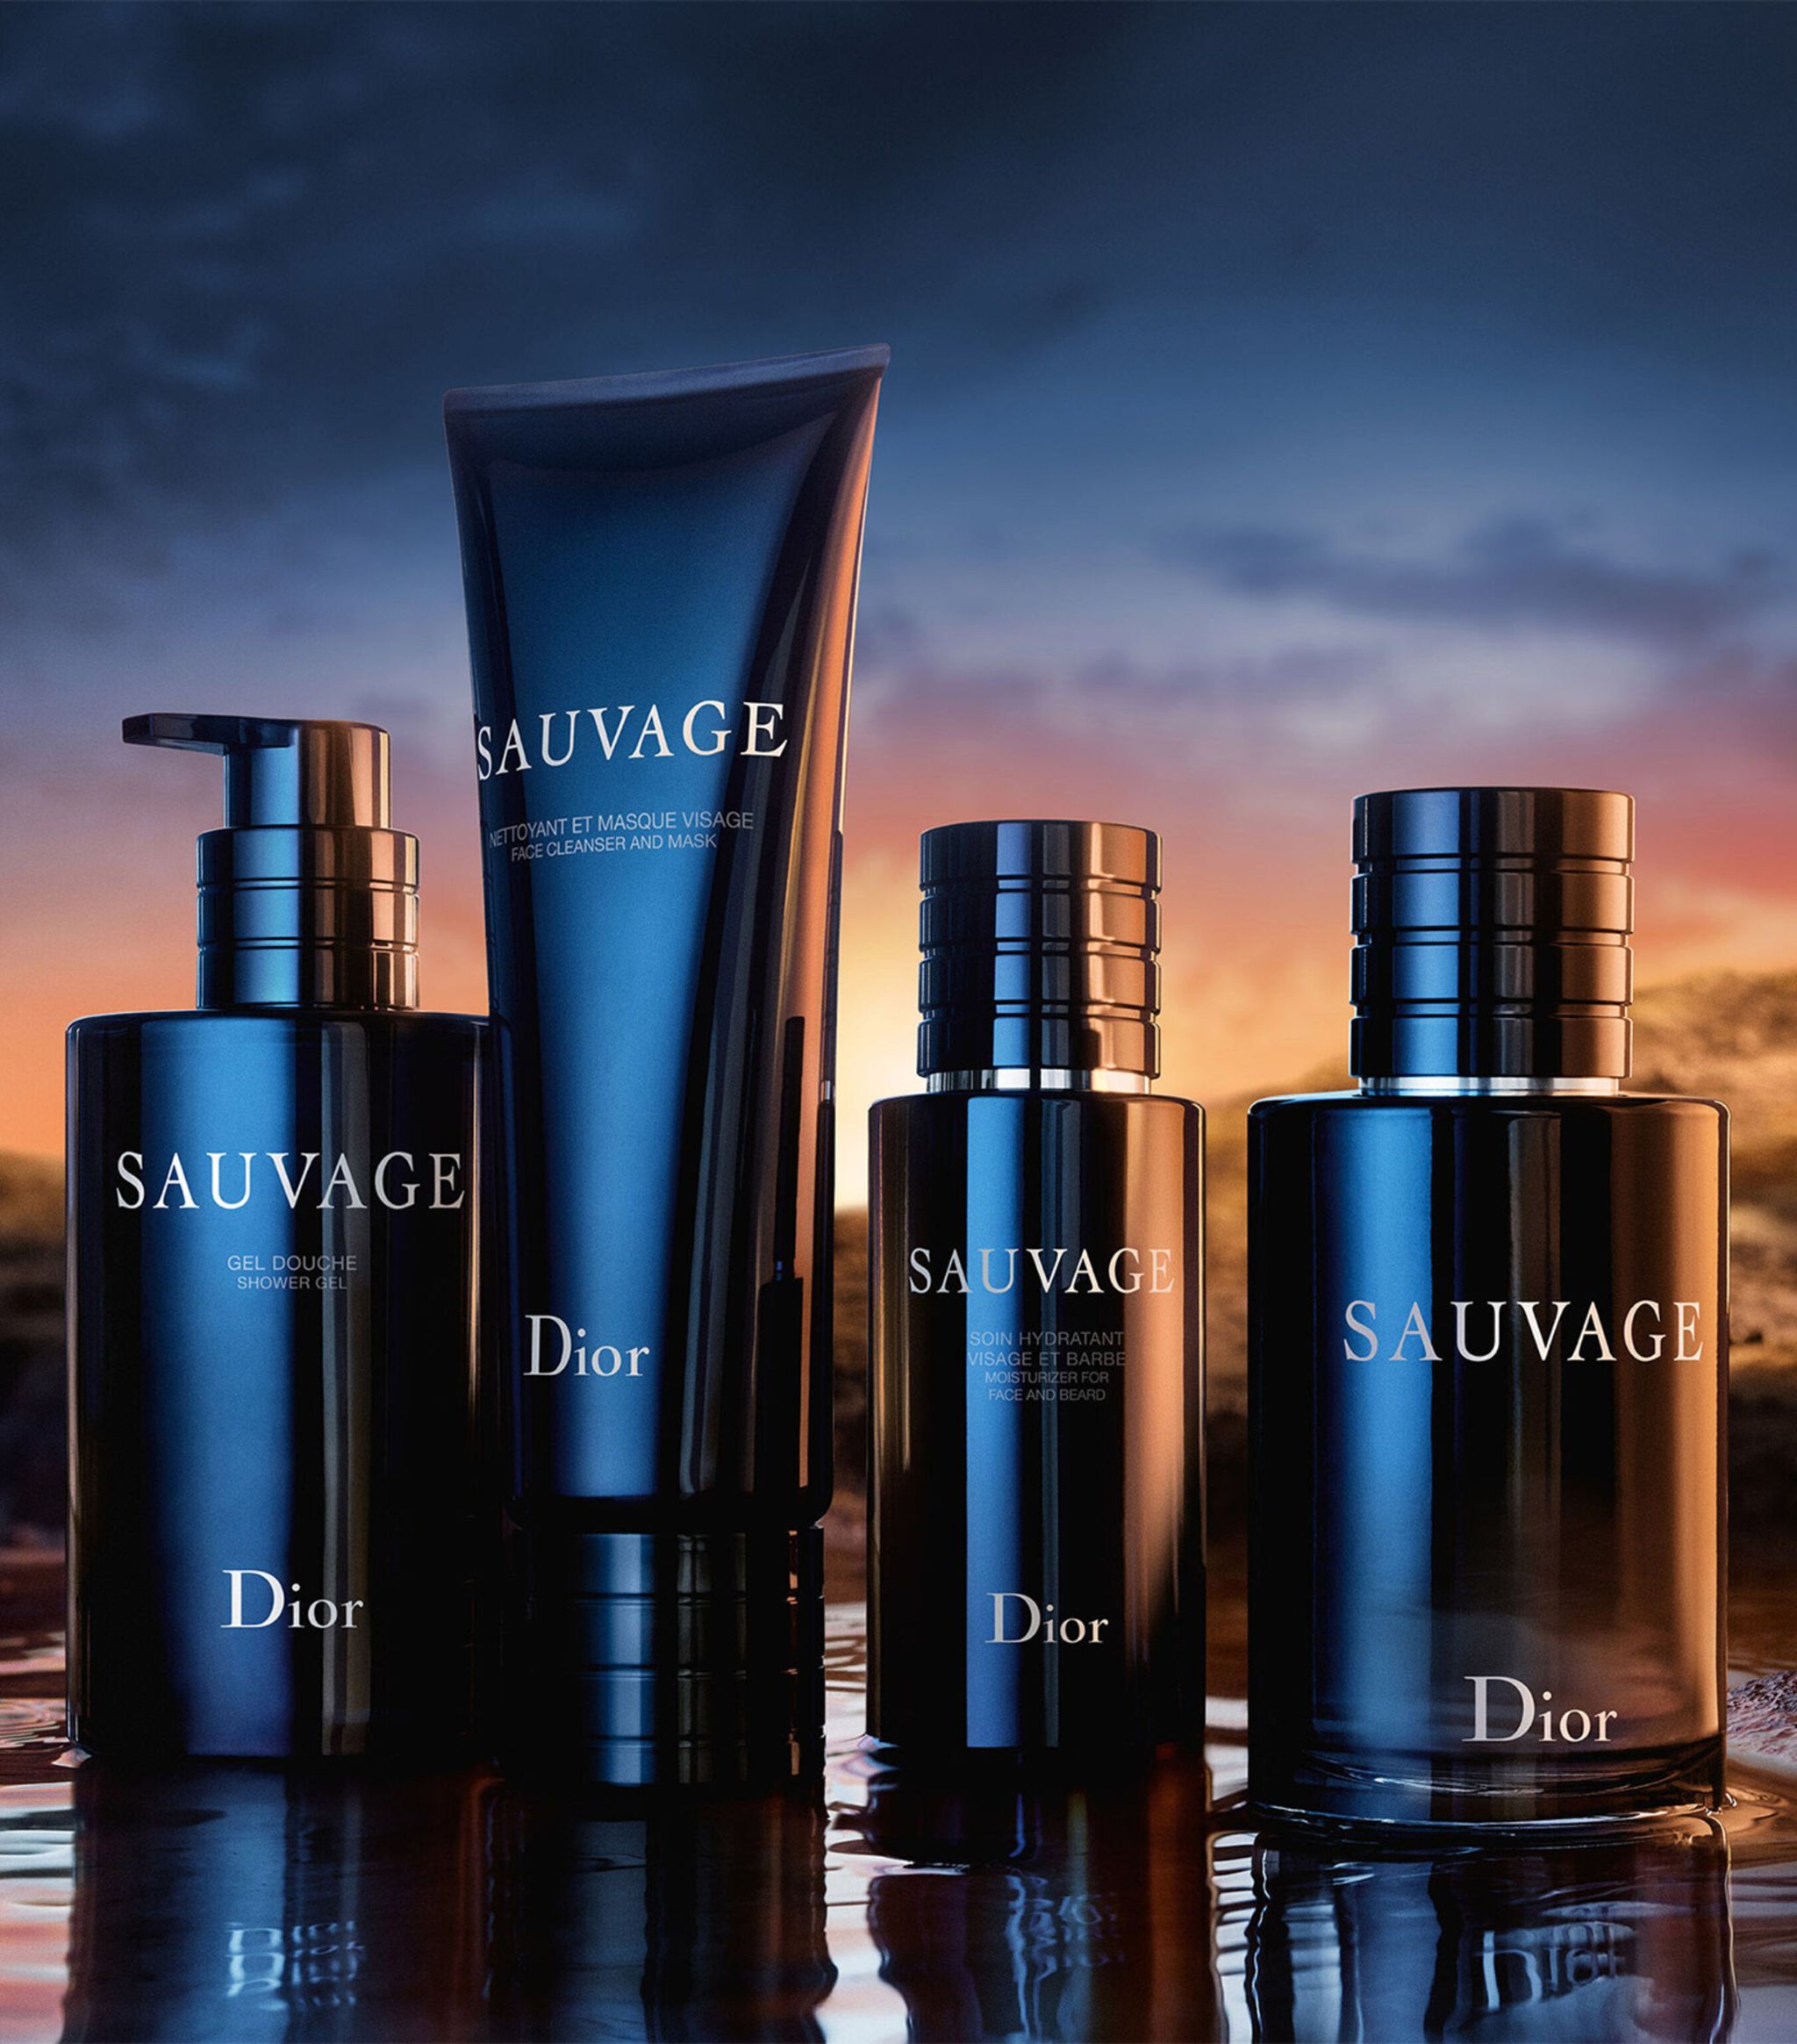 SAUVAGE
GEL DOUCHE
SHOWER GEL
Dior
SAUVAGE
NETTOYANT ET MASQUE VISAGE
FACE CLEANSER AND MASK
Dior
SAUVAGE
SOIN HYDRATANT
VISAGE ET BARBE
MOISTURIZER FOR
FACE AND BEARD
Dior
SAUVAGE
Dior